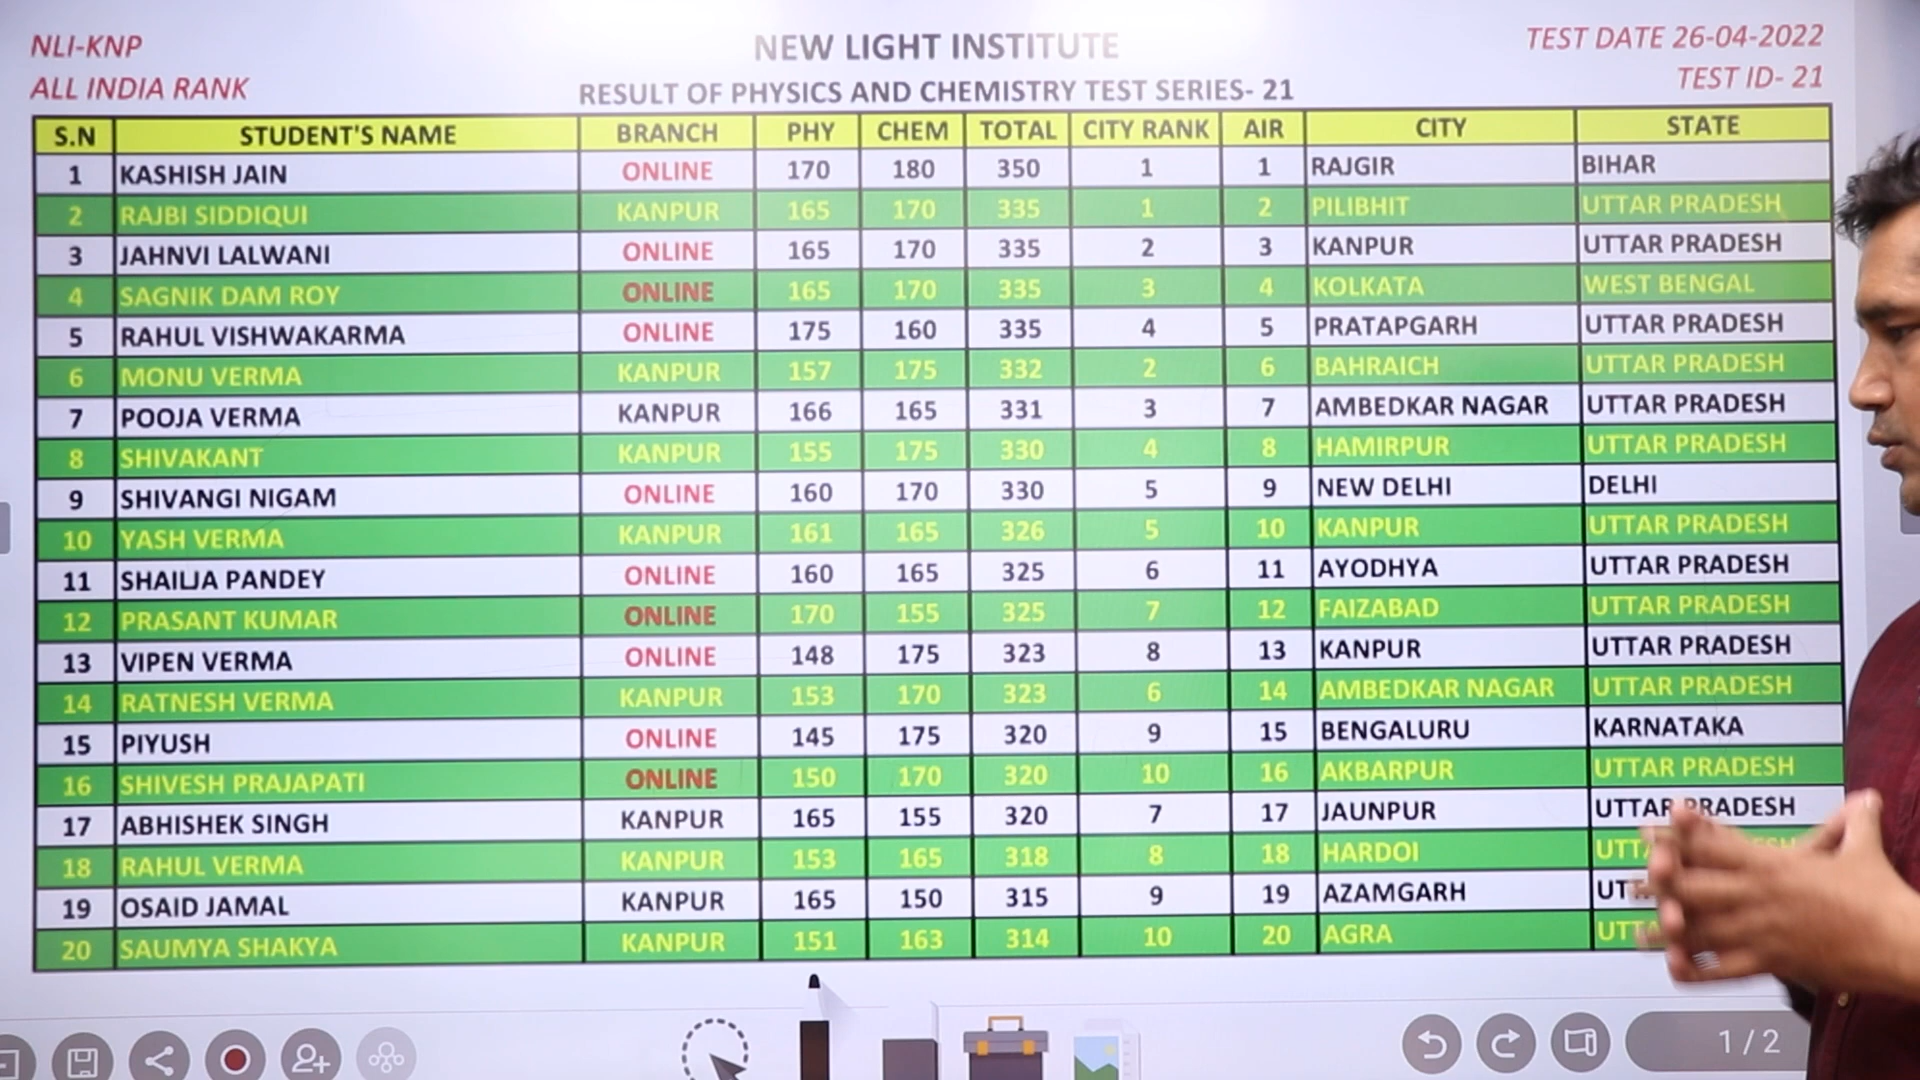 NLI-KNP
ALL INDIA RANK
NEW LIGHT INSTITUTE
RESULT OF PHYSICS AND CHEMISTRY TEST SERIES- 21
TEST DATE 26-04-2022
TEST ID- 21
S.N STUDENT'S NAME BRANCH PHY CHEM TOTAL CITY RANK AIR CITY STATE
1 KASHISH JAIN ONLINE 170 180 350 1 1 RAJGIR BIHAR
2 RAJBI SIDDIQUI KANPUR 165 170 335 1 2 PILIBHIT UTTAR PRADESH
3 JAHNVI LALWANI ONLINE 165 170 335 2 3 KANPUR UTTAR PRADESH
4 SAGNIK DAM ROY ONLINE 165 170 335 3 4 KOLKATA WEST BENGAL
5 RAHUL VISHWAKARMA ONLINE 175 160 335 4 5 PRATAPGARH UTTAR PRADESH
6 MONU VERMA KANPUR 157 175 332 2 6 BAHRAICH UTTAR PRADESH
7 POOJA VERMA KANPUR 166 165 331 3 7 AMBEDKAR NAGAR UTTAR PRADESH
8 SHIVAKANT KANPUR 155 175 330 4 8 HAMIRPUR UTTAR PRADESH
9 SHIVANGI NIGAM ONLINE 160 170 330 5 9 NEW DELHI DELHI
10 YASH VERMA KANPUR 161 165 326 5 10 KANPUR UTTAR PRADESH
11 SHAILJA PANDEY ONLINE 160 165 325 6 11 AYODHYA UTTAR PRADESH
12 PRASANT KUMAR ONLINE 170 155 325 7 12 FAIZABAD UTTAR PRADESH
13 VIPEN VERMA ONLINE 148 175 323 8 13 KANPUR UTTAR PRADESH
14 RATNESH VERMA KANPUR 153 170 323 6 14 AMBEDKAR NAGAR UTTAR PRADESH
15 PIYUSH ONLINE 145 175 320 9 15 BENGALURU KARNATAKA
16 SHIVESH PRAJAPATI ONLINE 150 170 320 10 16 AKBARPUR UTTAR PRADESH
17 ABHISHEK SINGH KANPUR 165 155 320 7 17 JAUNPUR UTTAR PRADESH
18 RAHUL VERMA KANPUR 153 165 318 8 18 HARDOI
19 OSAID JAMAL KANPUR 165 150 315 9 19 AZAMGARH
20 SAUMYA SHAKYA KANPUR 151 163 314 10 20 AGRA
1 / 2